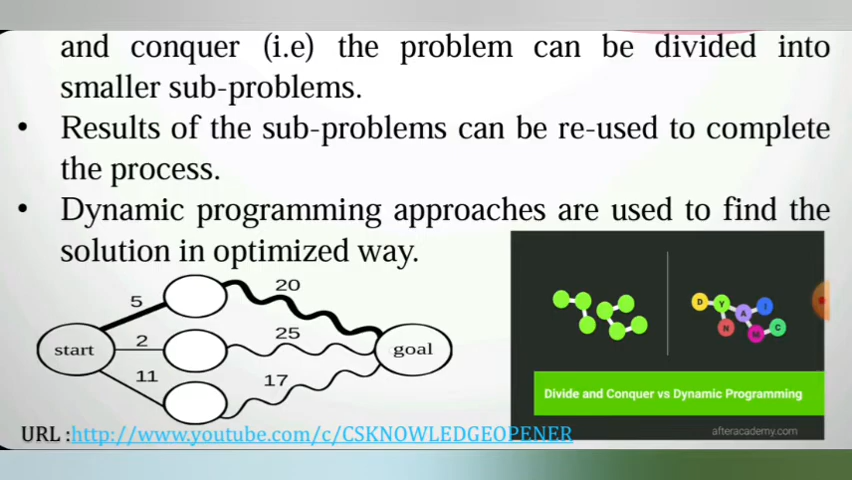 and conquer (i.e) the problem can be divided into
smaller sub-problems.
• Results of the sub-problems can be re-used to complete
the process.
• Dynamic programming approaches are used to find the
solution in optimized way.
5
20
start
2
25
goal
11
17
D
Y
N
A
M
I
C
Divide and Conquer vs Dynamic Programming
afteracademy.com
URL :http://www.youtube.com/c/CSKNOWLEDGEOPENER